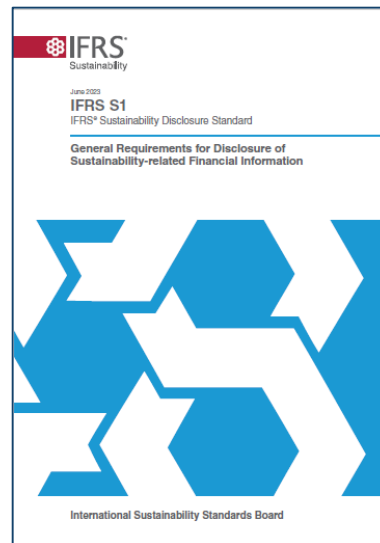 IFRS®
Sustainability
June 2023
IFRS S1
IFRS® Sustainability Disclosure Standard
General Requirements for Disclosure of
Sustainability-related Financial Information
International Sustainability Standards Board